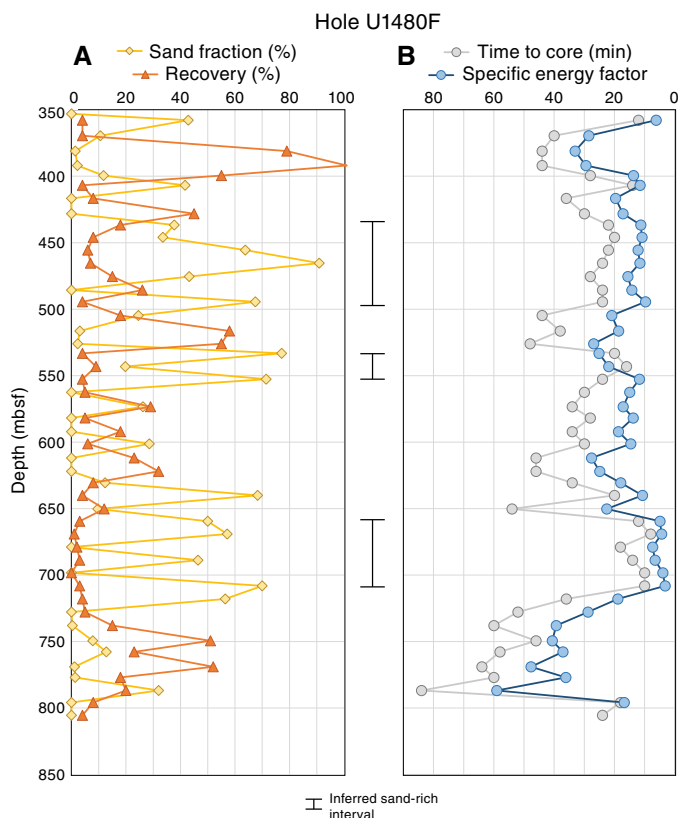 Hole U1480F
A
Sand fraction (%)
Recovery (%)
B
Time to core (min)
Specific energy factor
0 20 40 60 80 100
80 60 40 20 0
350
400
450
500
550
600
650
700
750
800
850
Depth (mbsf)
Inferred sand-rich
interval